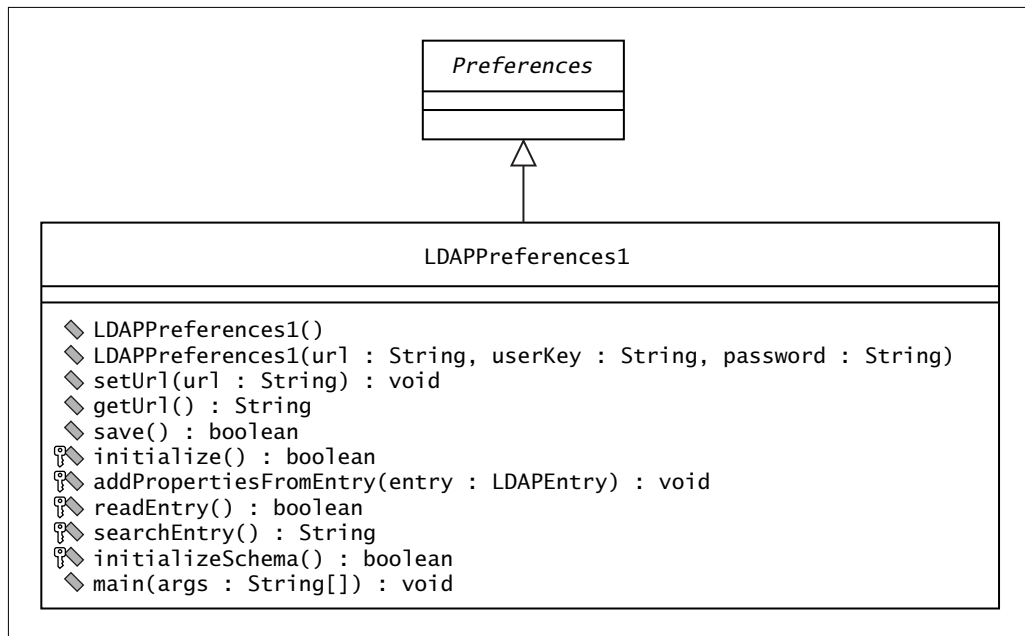 Preferences
LDAPPreferences1
LDAPPreferences1()
LDAPPreferences1(url : String, userKey : String, password : String)
setUrl(url : String) : void
getUrl() : String
save() : boolean
initialize() : boolean
addPropertiesFromEntry(entry : LDAPEntry) : void
readEntry() : boolean
searchEntry() : String
initializeSchema() : boolean
main(args : String[]) : void